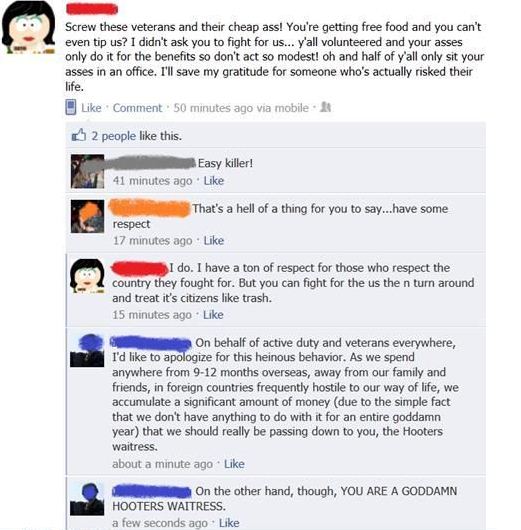 Screw these veterans and their cheap ass! You're getting free food and you can't
even tip us? I didn't ask you to fight for us... y'all volunteered and your asses
only do it for the benefits so don't act so modest! oh and half of y'all only sit your
asses in an office. I'll save my gratitude for someone who's actually risked their
life.
Like · Comment · 50 minutes ago via mobile ·
2 people like this.
Easy killer!
41 minutes ago · Like
That's a hell of a thing for you to say...have some
respect
17 minutes ago · Like
I do. I have a ton of respect for those who respect the
country they fought for. But you can fight for the us the n turn around
and treat it's citizens like trash.
15 minutes ago · Like
On behalf of active duty and veterans everywhere,
I'd like to apologize for this heinous behavior. As we spend
anywhere from 9-12 months overseas, away from our family and
friends, in foreign countries frequently hostile to our way of life, we
accumulate a significant amount of money (due to the simple fact
that we don't have anything to do with it for an entire goddamn
year) that we should really be passing down to you, the Hooters
waitress.
about a minute ago · Like
On the other hand, though, YOU ARE A GODDAMN
HOOTERS WAITRESS.
a few seconds ago · Like